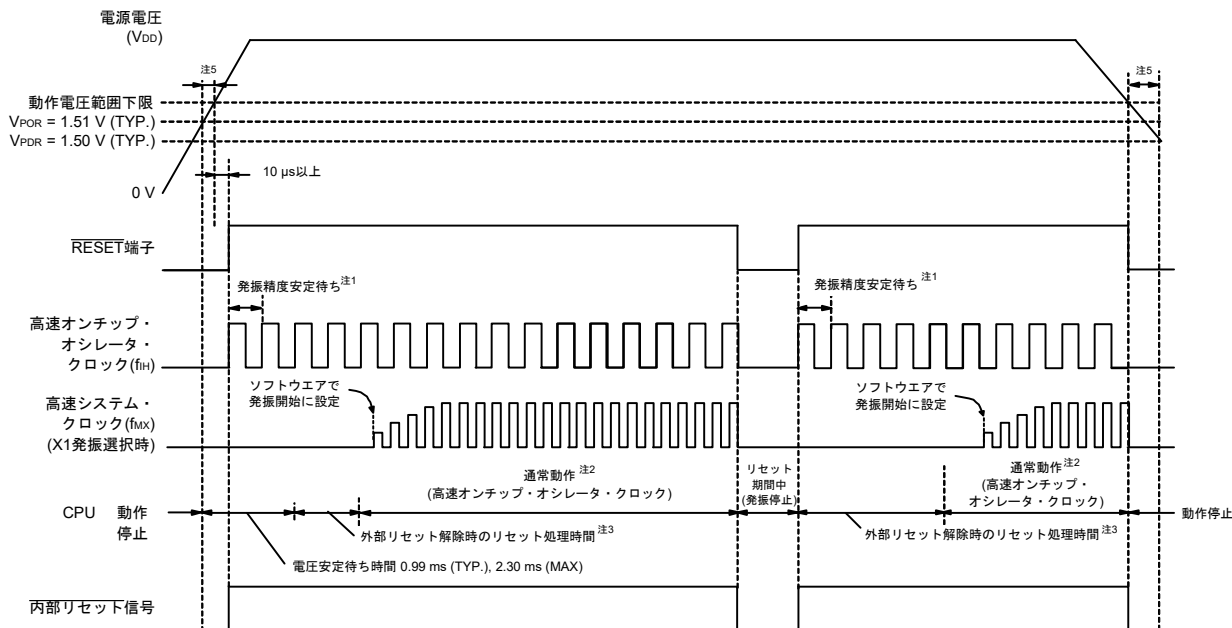 電源電圧
(VDD)
注5
注5
動作電圧範囲下限
VPOR = 1.51 V (TYP.)
VPDR = 1.50 V (TYP.)
10 µs以上
0 V
RESET端子
発振精度安定待ち注1
発振精度安定待ち注1
高速オンチップ・
オシレータ・
クロック(fIH)
ソフトウエアで
発振開始に設定
ソフトウエアで
発振開始に設定
高速システム・
クロック(fMX)
(X1発振選択時)
通常動作注2
(高速オンチップ・オシレータ・クロック)
リセット
期間中
(発振停止)
通常動作注2
(高速オンチップ・
オシレータ・クロック)
CPU 動作
停止
動作停止
外部リセット解除時のリセット処理時間注3
外部リセット解除時のリセット処理時間注3
電圧安定待ち時間 0.99 ms (TYP.), 2.30 ms (MAX)
内部リセット信号